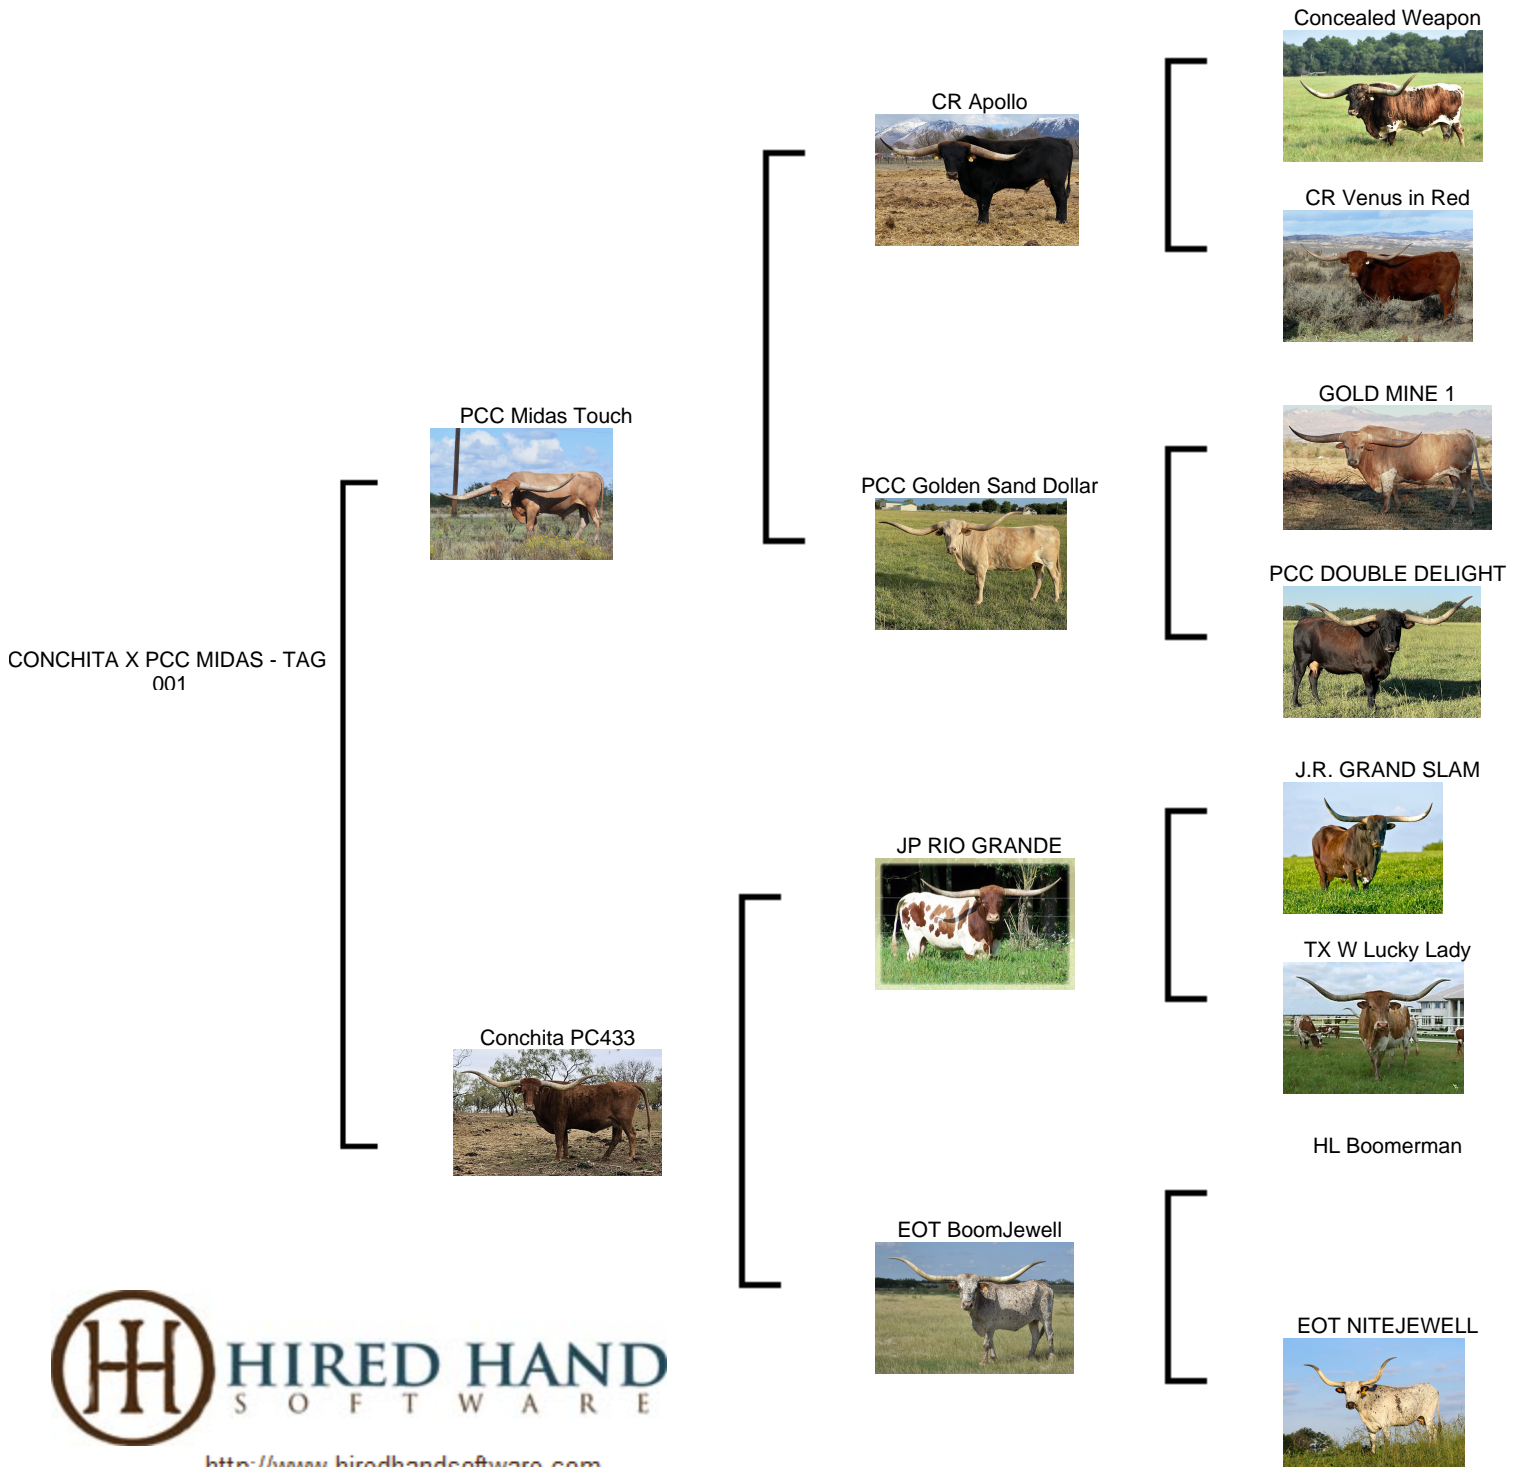 Concealed Weapon
CR Apollo
CR Venus in Red
GOLD MINE 1
PCC Midas Touch
PCC Golden Sand Dollar
PCC DOUBLE DELIGHT
CONCHITA X PCC MIDAS - TAG
001
J.R. GRAND SLAM
JP RIO GRANDE
TX W Lucky Lady
Conchita PC433
HL Boomerman
EOT BoomJewell
EOT NITEJEWELL
HIRED HAND
SOFTWARE
http://www.hiredhandsoftware.com